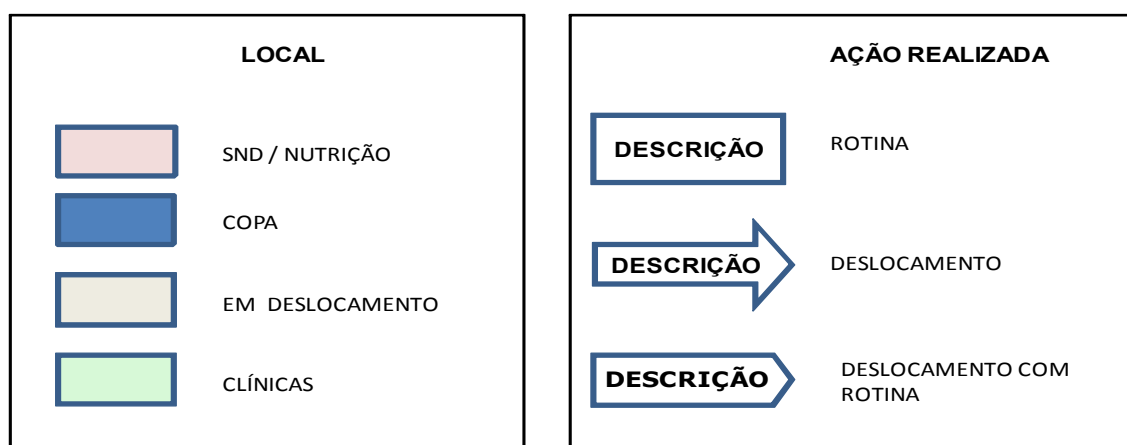 LOCAL
SND / NUTRIÇÃO
COPA
EM DESLOCAMENTO
CLÍNICAS
AÇÃO REALIZADA
DESCRIÇÃO
ROTINA
DESCRIÇÃO
DESLOCAMENTO
DESCRIÇÃO
DESLOCAMENTO COM
ROTINA